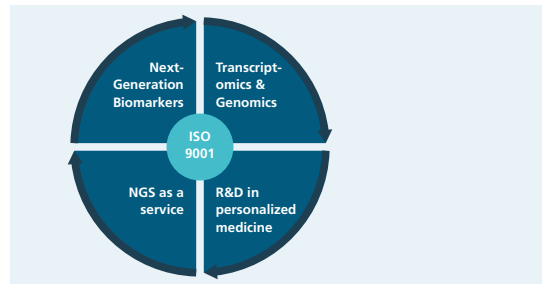 Next-
Generation
Biomarkers
Transcript-
omics &
Genomics
ISO
9001
NGS as a
service
R&D in
personalized
medicine